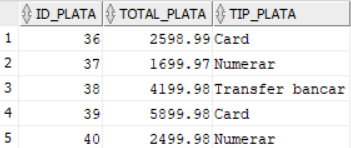 ID_PLATA TOTAL_PLATA TIP_PLATA
1 36 2598.99 Card
2 37 1699.97 Numerar
3 38 4199.98 Transfer bancar
4 39 5899.98 Card
5 40 2499.98 Numerar